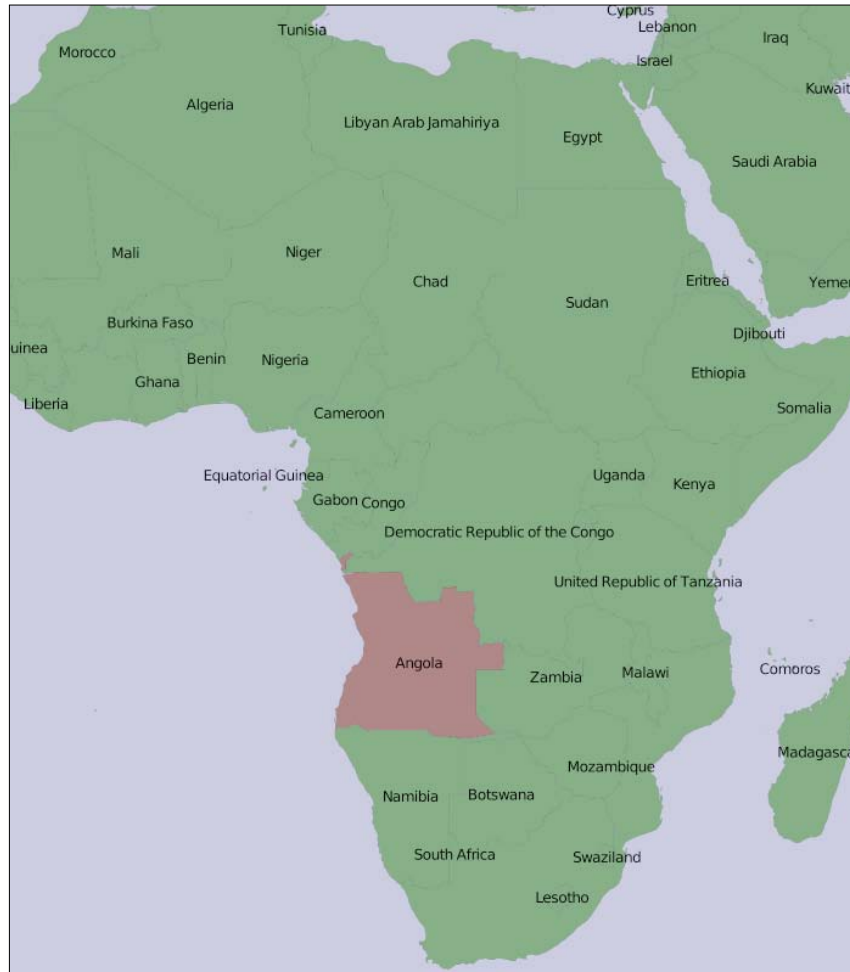 Cyprus
Tunisia
Lebanon
Iraq
Morocco
Israel
Kuwait
Algeria
Libyan Arab Jamahiriya
Egypt
Saudi Arabia
Mali
Niger
Chad
Eritrea
Yemen
Sudan
Burkina Faso
Djibouti
uinea
Benin
Nigeria
Ghana
Ethiopia
Liberia
Cameroon
Somalia
Equatorial Guinea
Uganda
Kenya
Gabon
Congo
Democratic Republic of the Congo
United Republic of Tanzania
Angola
Zambia
Malawi
Comoros
Madagasca
Mozambique
Namibia
Botswana
South Africa
Swaziland
Lesotho